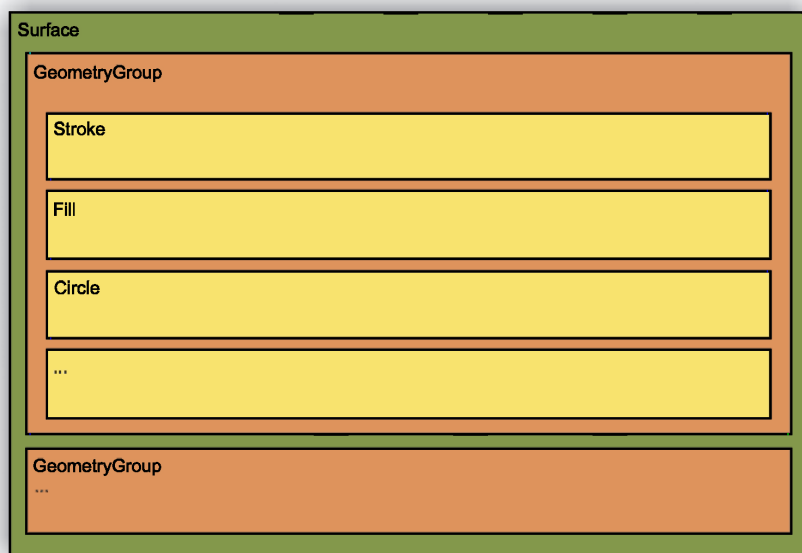 Surface
GeometryGroup
Stroke
Fill
Circle
...
GeometryGroup
...